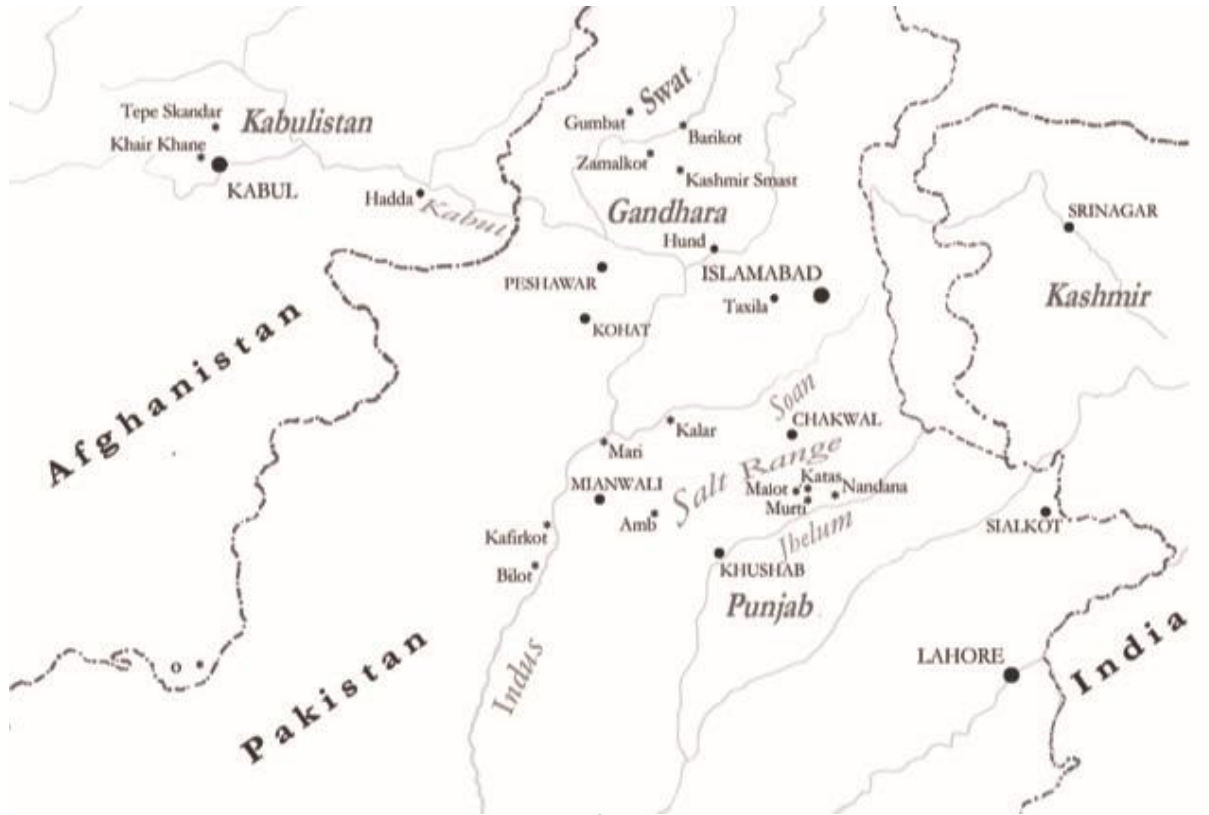 Swat
Tepe Skandar
Kabulistan
Gumbat
Barikot
Khair Khane
Zamalkot
KABUL
Kashmir Smast
Hadda
Kabul
Gandhara
SRINAGAR
Hund
ISLAMABAD
PESHAWAR
Taxila
Kashmir
KOHAT
Afghanistan
Soan
Kalar
CHAKWAL
Mari
Salt Range
MIANWALI
Katas
Malot
Nandana
Murti
Amb
Jhelum
SIALKOT
Kafirkot
KHUSHAB
Bilot
Punjab
Indus
LAHORE
India
Pakistan
o